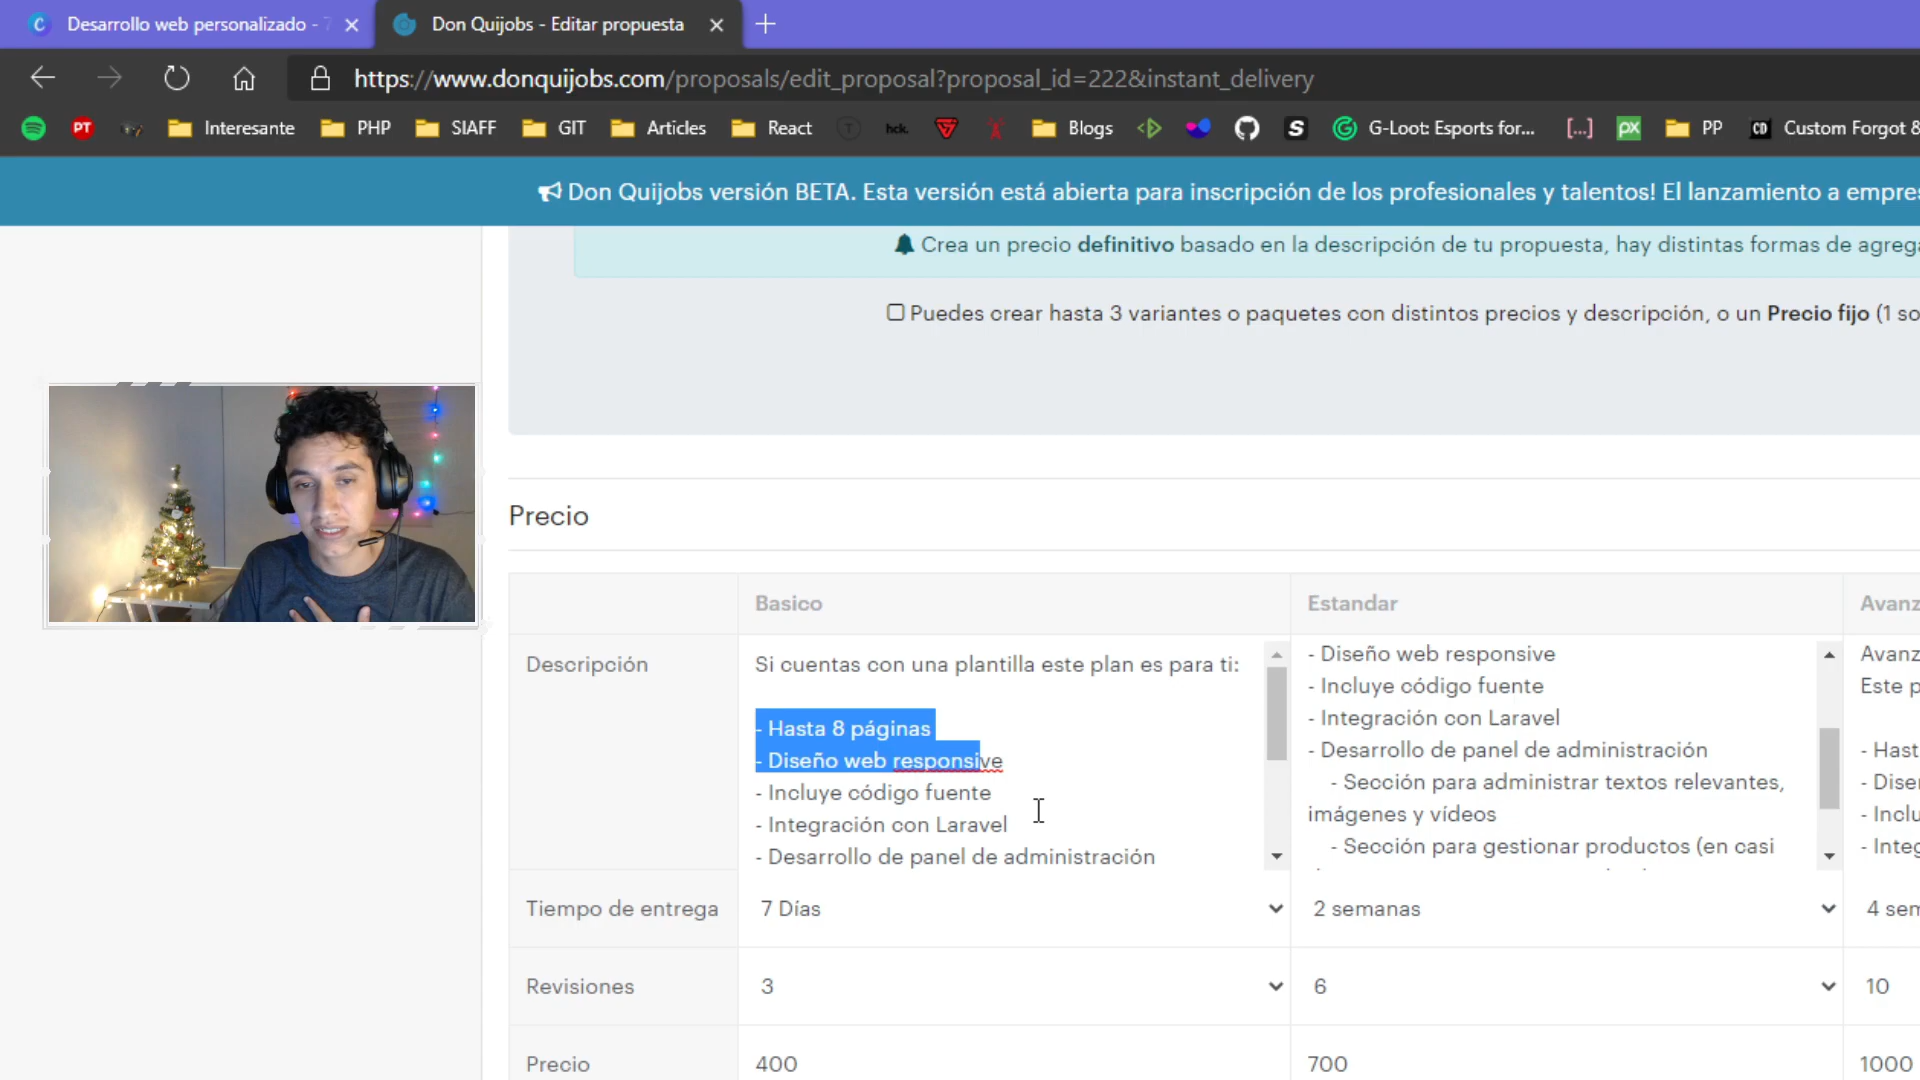 Desarrollo web personalizado -
Don Quijobs - Editar propuesta
https://www.donquijobs.com/proposals/edit_proposal?proposal_id=222&instant_delivery
PT
Interesante
PHP
SIAFF
GIT
Articles
React
hck.
Blogs
S
G-Loot: Esports for...
[...]
px
PP
CD
Custom Forgot &
Don Quijobs versión BETA. Esta versión está abierta para inscripción de los profesionales y talentos! El lanzamiento a empre
Crea un precio definitivo basado en la descripción de tu propuesta, hay distintas formas de agreg
Puedes crear hasta 3 variantes o paquetes con distintos precios y descripción, o un Precio fijo (1 so
Precio
Basico
Estandar
Avanz
Descripción
Si cuentas con una plantilla este plan es para ti:
- Hasta 8 páginas
- Diseño web responsive
- Incluye código fuente
- Integración con Laravel
- Desarrollo de panel de administración
- Diseño web responsive
- Incluye código fuente
- Integración con Laravel
- Desarrollo de panel de administración
- Sección para administrar textos relevantes,
imágenes y vídeos
- Sección para gestionar productos (en casi
Avanz
Este p
- Hast
- Dise
- Inclu
- Integ
Tiempo de entrega
7 Días
2 semanas
4 sem
Revisiones
3
6
10
Precio
400
700
1000